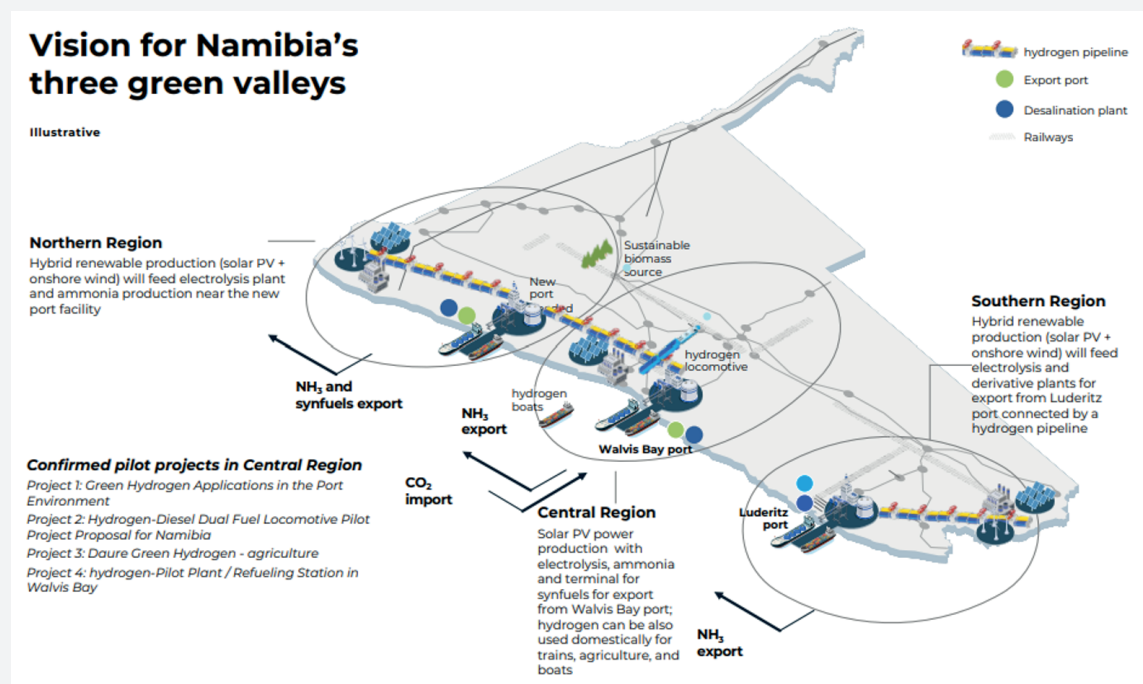 Vision for Namibia's
three green valleys
Illustrative
hydrogen pipeline
Export port
Desalination plant
Railways
Northern Region
Hybrid renewable production (solar PV +
onshore wind) will feed electrolysis plant
and ammonia production near the new
port facility
Sustainable
biomass
source
New
port
NH₃ and
synfuels export
hydrogen
locomotive
hydrogen
boats
NH₃
export
Walvis Bay port
CO₂
import
Southern Region
Hybrid renewable
production (solar PV +
onshore wind) will feed
electrolysis and
derivative plants for
export from Luderitz
port connected by a
hydrogen pipeline
Confirmed pilot projects in Central Region
Project 1: Green Hydrogen Applications in the Port
Environment
Project 2: Hydrogen-Diesel Dual Fuel Locomotive Pilot
Project Proposal for Namibia
Project 3: Daure Green Hydrogen - agriculture
Project 4: hydrogen-Pilot Plant / Refueling Station in
Walvis Bay
Central Region
Solar PV power
production with
electrolysis, ammonia
and terminal for
synfuels for export
from Walvis Bay port;
hydrogen can be also
used domestically for
trains, agriculture, and
boats
Luderitz
port
NH₃
export